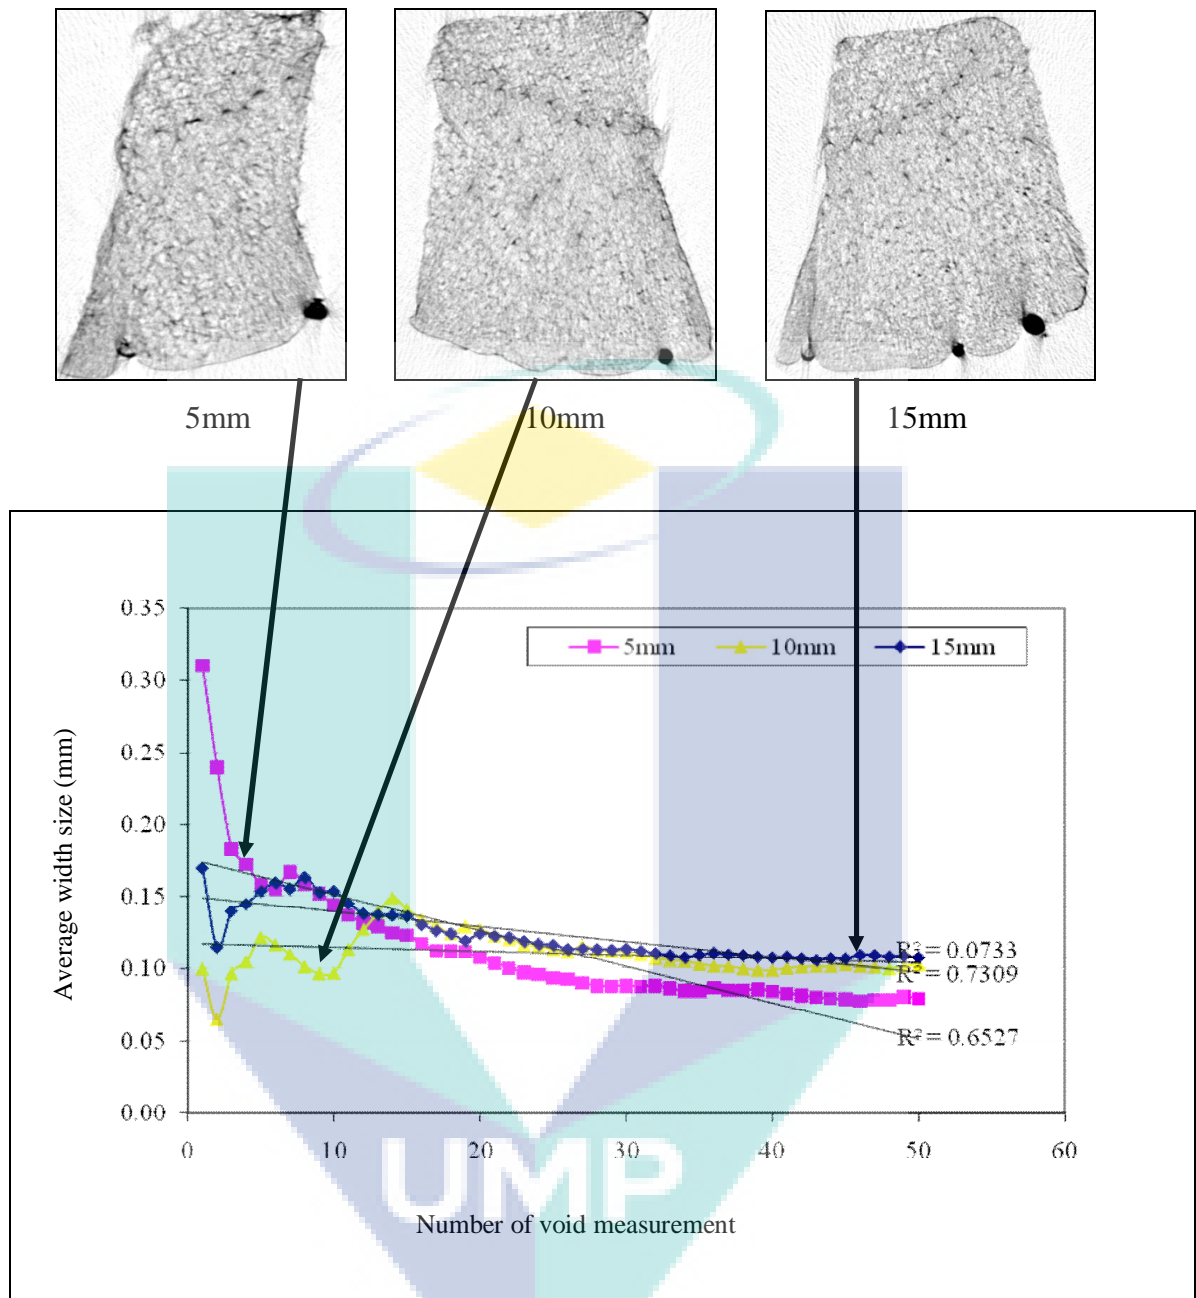 5mm 10mm 15mm
0.35
5mm 10mm 15mm
0.30
0.25
0.20
0.15
0.10
0.05
0.00
Average width size (mm)
R² = 0.0733
R² = 0.7309
R² = 0.6527
0 10 20 30 40 50 60
UMP
Number of void measurement